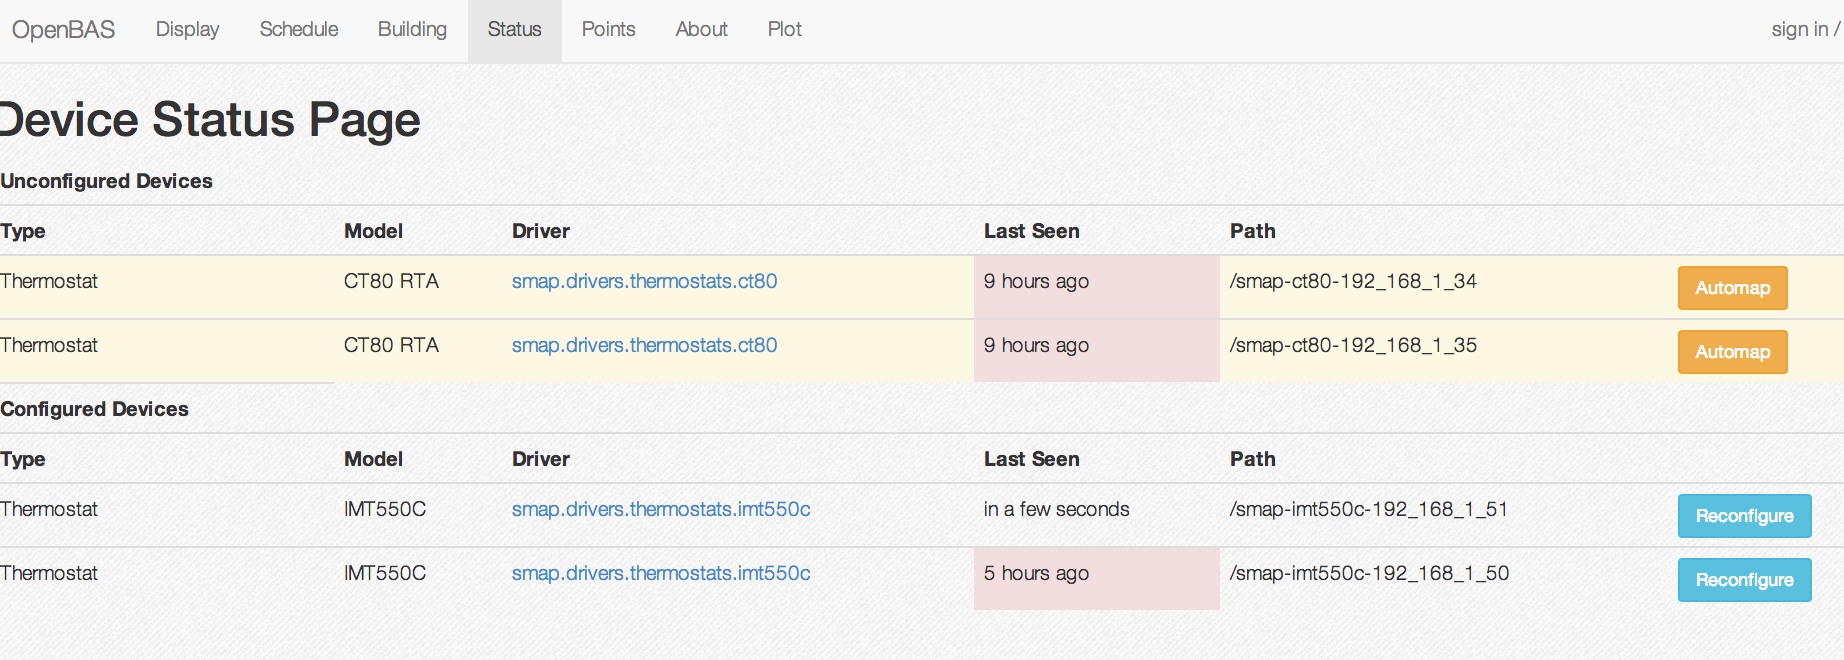 OpenBAS Display Schedule Building Status Points About Plot sign in /
Device Status Page
Unconfigured Devices
Type Model Driver Last Seen Path
Thermostat CT80 RTA smap.drivers.thermostats.ct80 9 hours ago /smap-ct80-192_168_1_34 Automap
Thermostat CT80 RTA smap.drivers.thermostats.ct80 9 hours ago /smap-ct80-192_168_1_35 Automap
Configured Devices
Type Model Driver Last Seen Path
Thermostat IMT550C smap.drivers.thermostats.imt550c in a few seconds /smap-imt550c-192_168_1_51 Reconfigure
Thermostat IMT550C smap.drivers.thermostats.imt550c 5 hours ago /smap-imt550c-192_168_1_50 Reconfigure